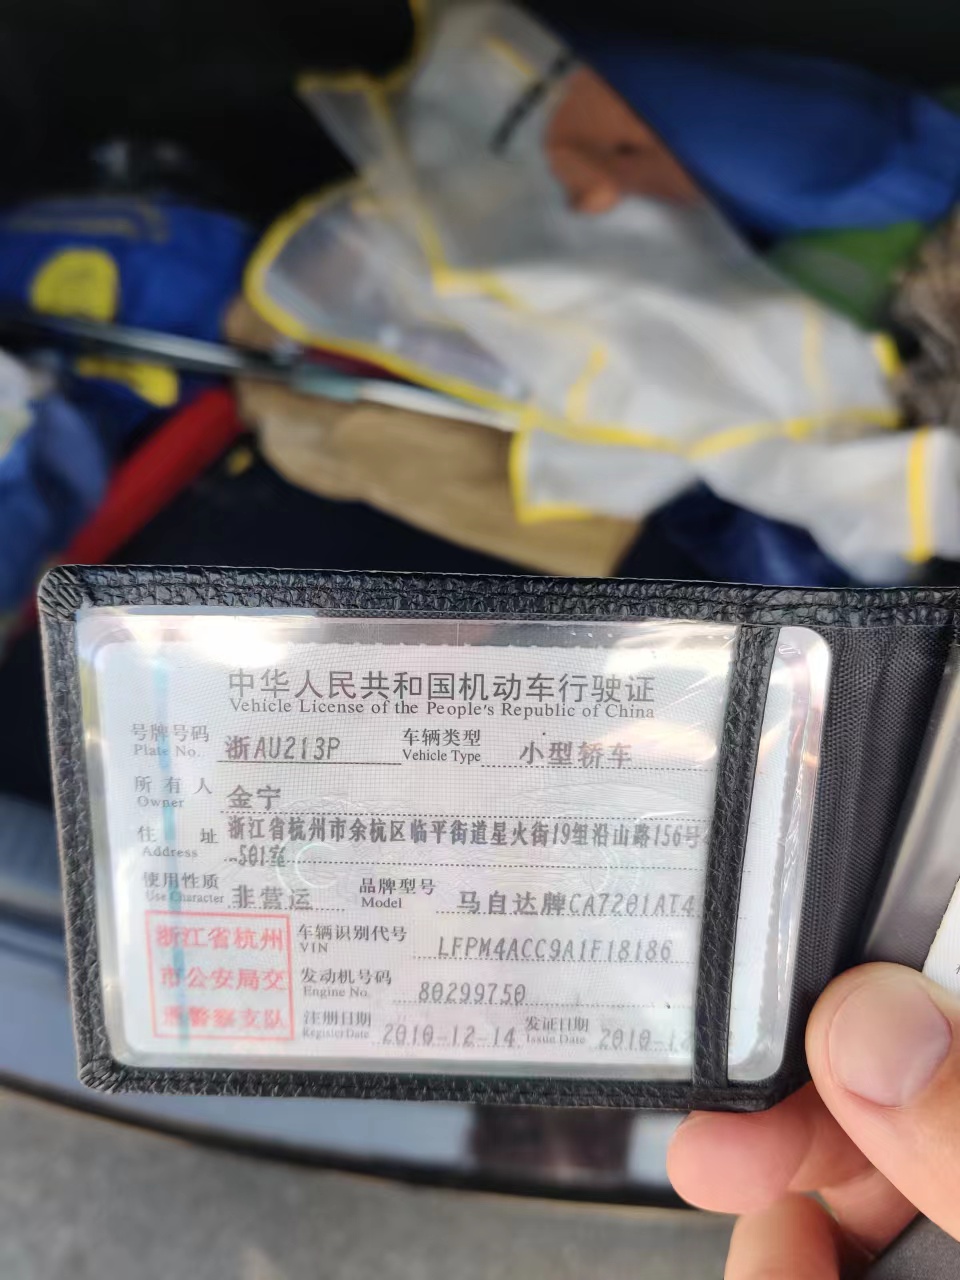 中华人民共和国机动车行驶证
Vehicle License of the People's Republic of China
号牌号码 浙AU213P 车辆类型 小型轿车
Plate No. Vehicle Type
所有人 金宁
Owner
住址 浙江省杭州市余杭区临平街道星火街19组沿山路156号
Address -501室
使用性质 非营运 品牌型号 马自达牌CA7201AT4
Use Character Model
浙江省杭州
市公安局交
通警察支队
车辆识别代号 LFPM4ACC9A1F18186
VIN
发动机号码 80299750
Engine No.
注册日期 2010-12-14 发证日期 2010-12
Register Date Issue Date